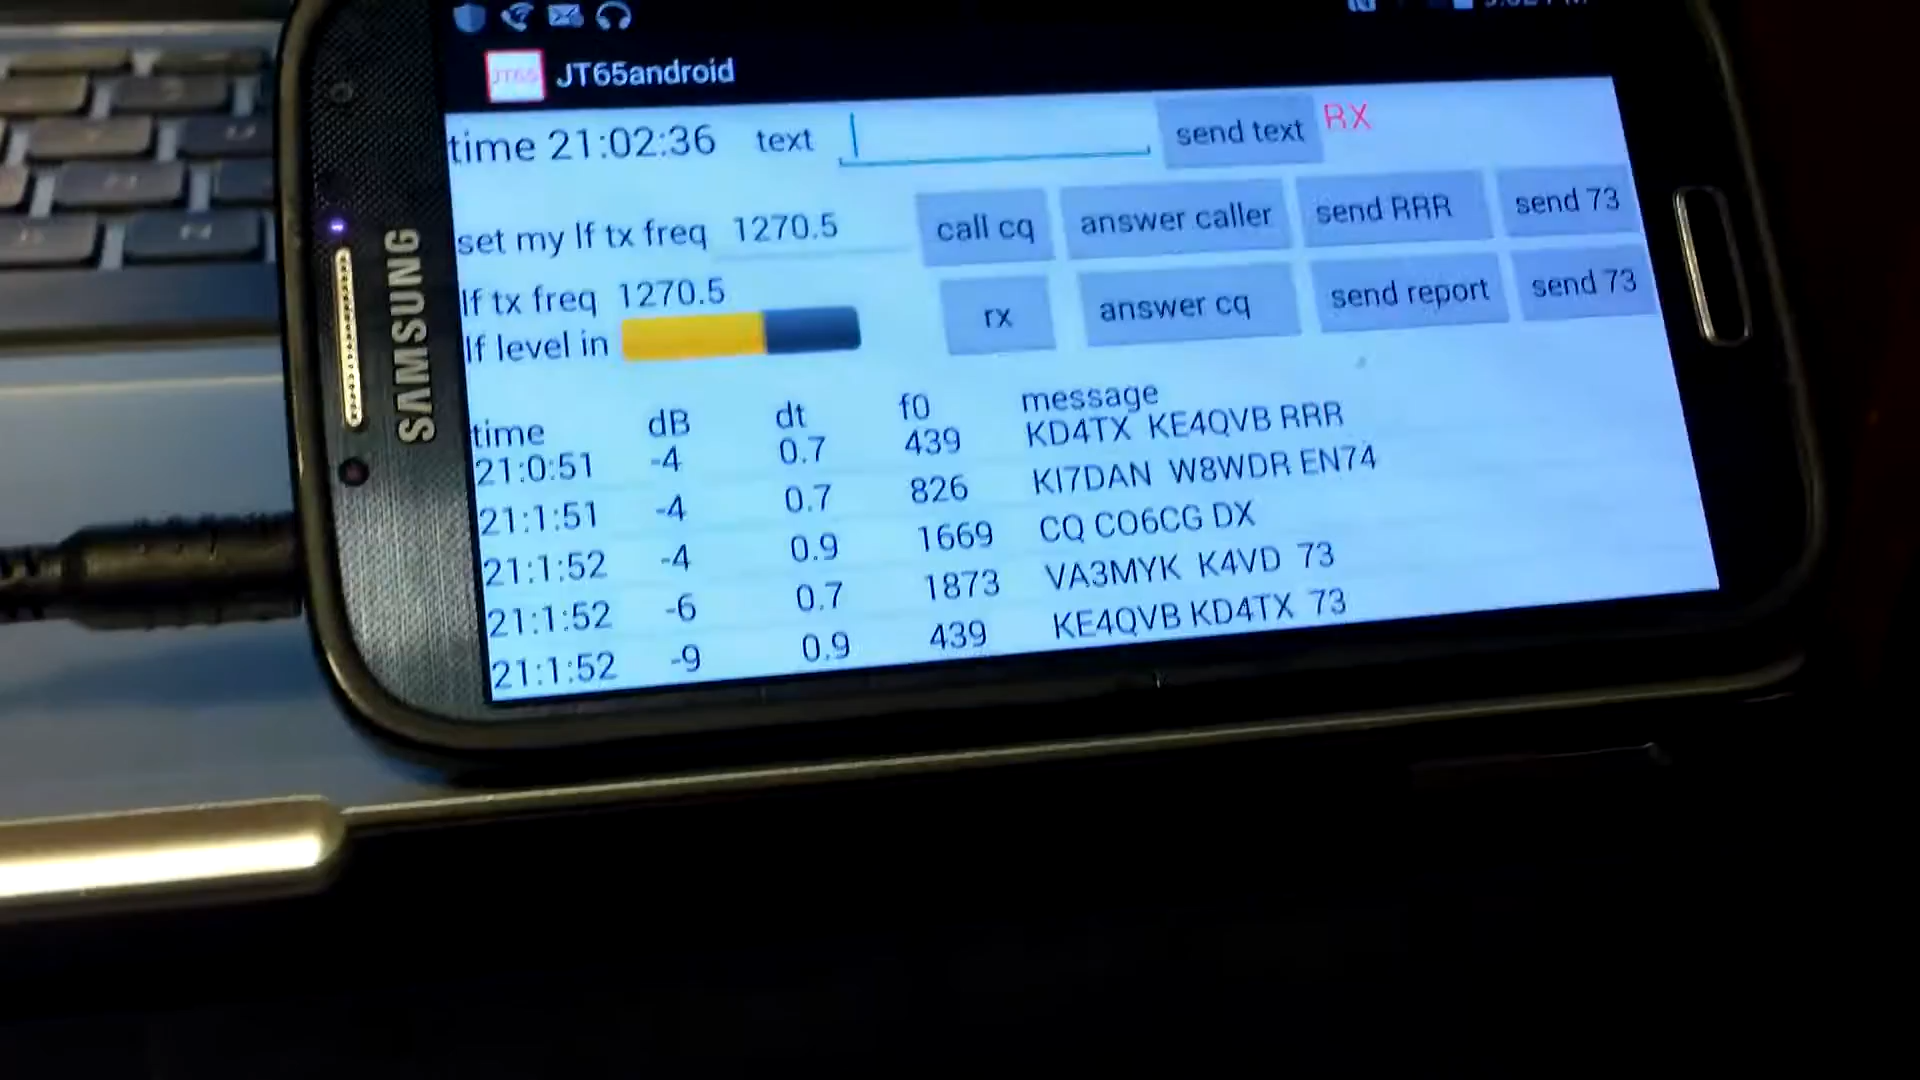 JT65 JT65android
time 21:02:36 text send text RX
set my lf tx freq 1270.5 call cq answer caller send RRR send 73
lf tx freq 1270.5 rx answer cq send report send 73
lf level in
time dB dt f0 message
21:0:51 -4 0.7 439 KD4TX KE4QVB RRR
21:1:51 -4 0.7 826 KI7DAN W8WDR EN74
21:1:52 -4 0.9 1669 CQ CO6CG DX
21:1:52 -6 0.7 1873 VA3MYK K4VD 73
21:1:52 -9 0.9 439 KE4QVB KD4TX 73
SAMSUNG